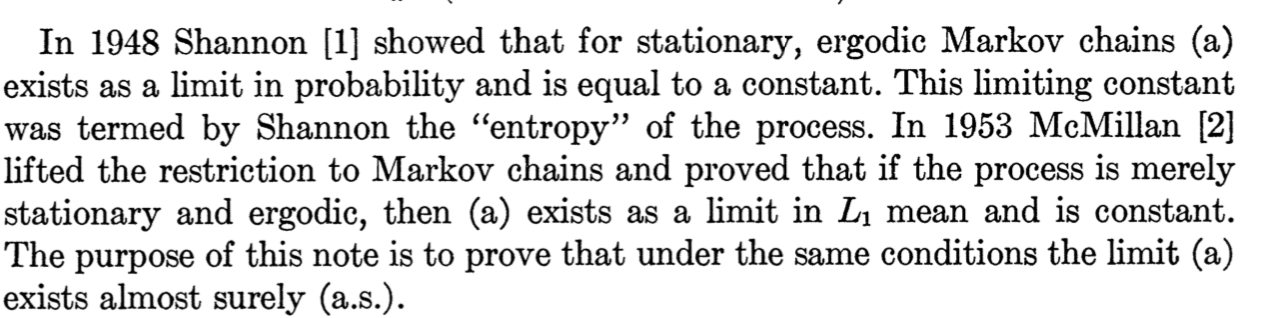 In 1948 Shannon [1] showed that for stationary, ergodic Markov chains (a)
exists as a limit in probability and is equal to a constant. This limiting constant
was termed by Shannon the “entropy” of the process. In 1953 McMillan [2]
lifted the restriction to Markov chains and proved that if the process is merely
stationary and ergodic, then (a) exists as a limit in L₁ mean and is constant.
The purpose of this note is to prove that under the same conditions the limit (a)
exists almost surely (a.s.).